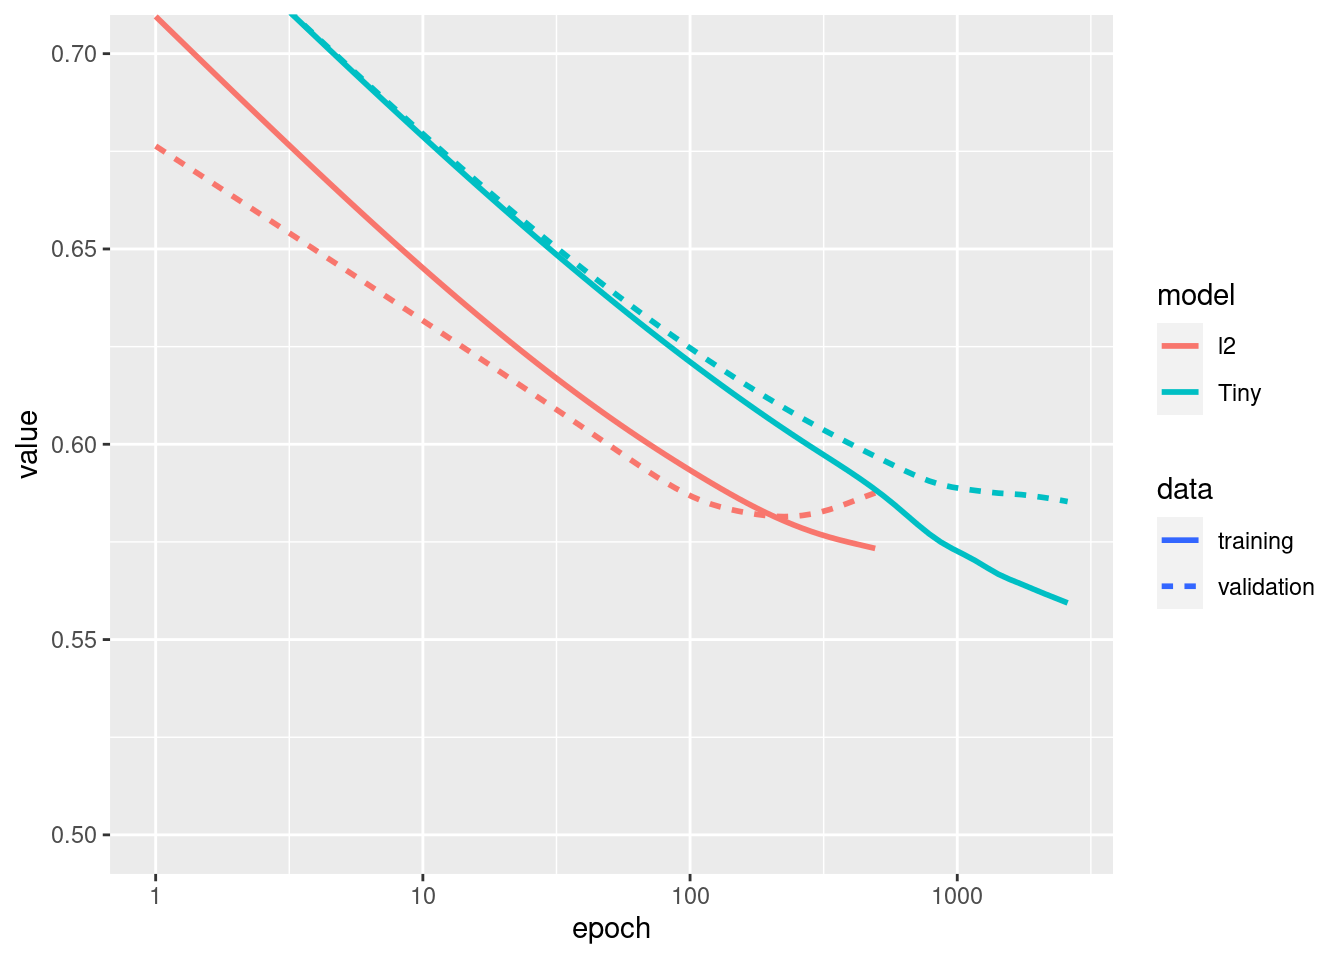 value
0.70
0.65
0.60
0.55
0.50
1
10
100
1000
epoch
model
l2
Tiny
data
training
validation